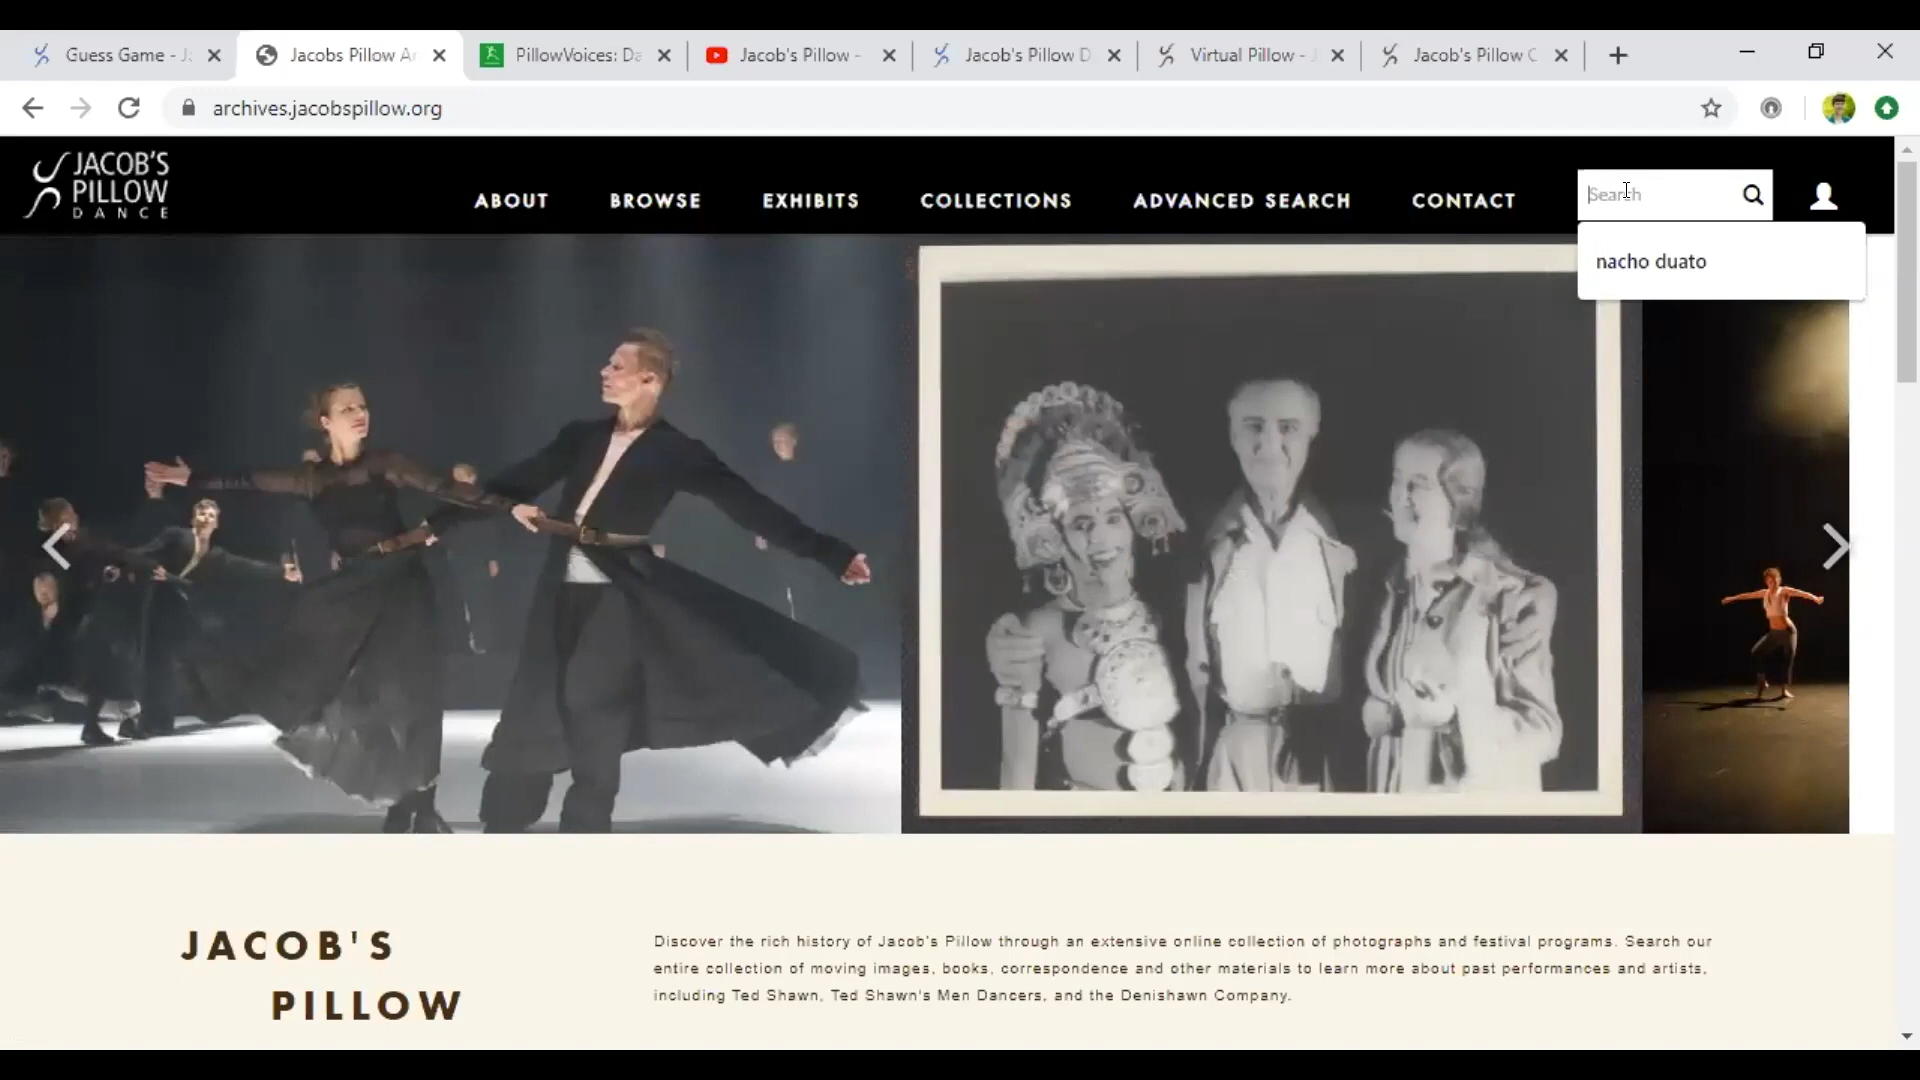 Guess Game - J
Jacobs Pillow Ar
PillowVoices: Da
Jacob's Pillow -
Jacob's Pillow D
Virtual Pillow - J
Jacob's Pillow C
archives.jacobspillow.org
JACOB'S
PILLOW
DANCE
ABOUT
BROWSE
EXHIBITS
COLLECTIONS
ADVANCED SEARCH
CONTACT
Search
nacho duato
JACOB'S
PILLOW
Discover the rich history of Jacob's Pillow through an extensive online collection of photographs and festival programs. Search our
entire collection of moving images, books, correspondence and other materials to learn more about past performances and artists,
including Ted Shawn, Ted Shawn's Men Dancers, and the Denishawn Company.